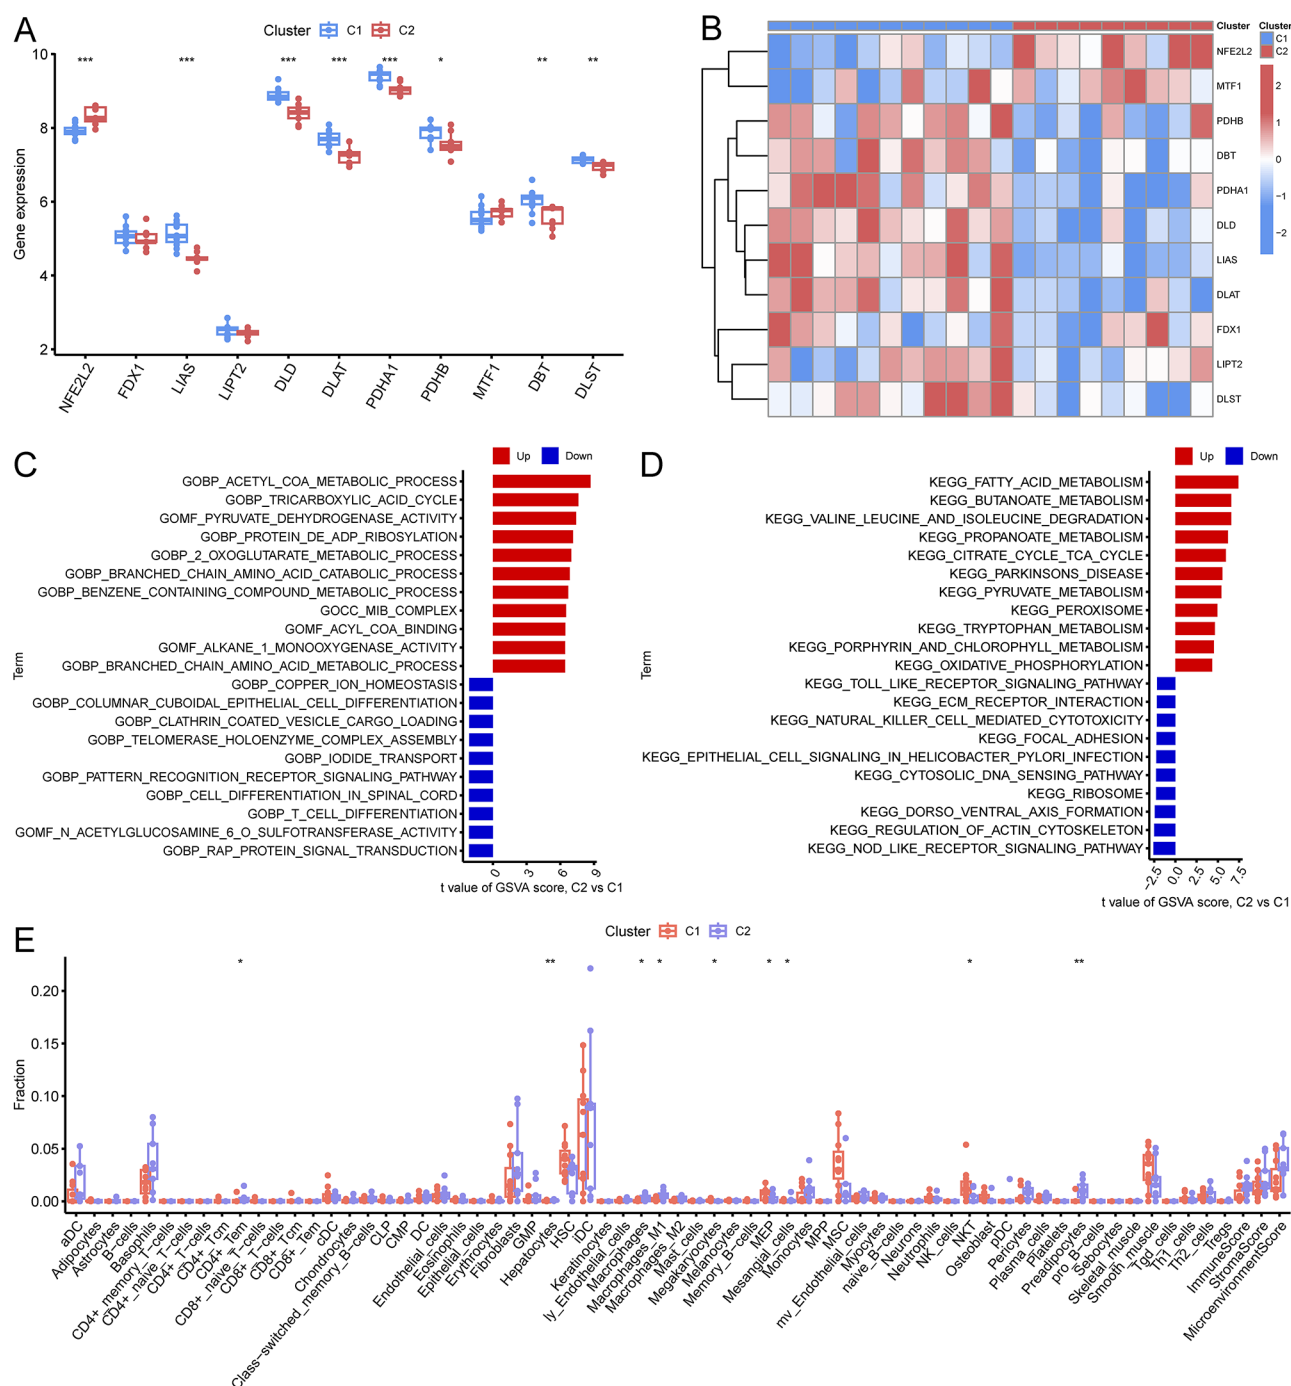 A
Cluster C1 C2
Gene expression
10
8
6
4
2
*** *** *** *** *** * ** **
NFE2L2
FDX1
LIAS
LIPT2
DLD
DLAT
PDHA1
PDHB
MTF1
DBT
DLST
B
Cluster
NFE2L2
MTF1
PDHB
DBT
PDHA1
DLD
LIAS
DLAT
FDX1
LIPT2
DLST
Cluster
C1
C2
2
1
0
−1
−2
C
Up Down
Term
GOBP_ACETYL_COA_METABOLIC_PROCESS
GOBP_TRICARBOXYLIC_ACID_CYCLE
GOMF_PYRUVATE_DEHYDROGENASE_ACTIVITY
GOBP_PROTEIN_DE_ADP_RIBOSYLATION
GOBP_2_OXOGLUTARATE_METABOLIC_PROCESS
GOBP_BRANCHED_CHAIN_AMINO_ACID_CATABOLIC_PROCESS
GOBP_BENZENE_CONTAINING_COMPOUND_METABOLIC_PROCESS
GOCC_MIB_COMPLEX
GOMF_ACYL_COA_BINDING
GOMF_ALKANE_1_MONOOXYGENASE_ACTIVITY
GOBP_BRANCHED_CHAIN_AMINO_ACID_METABOLIC_PROCESS
GOBP_COPPER_ION_HOMEOSTASIS
GOBP_COLUMNAR_CUBOIDAL_EPITHELIAL_CELL_DIFFERENTIATION
GOBP_CLATHRIN_COATED_VESICLE_CARGO_LOADING
GOBP_TELOMERASE_HOLOENZYME_COMPLEX_ASSEMBLY
GOBP_IODIDE_TRANSPORT
GOBP_PATTERN_RECOGNITION_RECEPTOR_SIGNALING_PATHWAY
GOBP_CELL_DIFFERENTIATION_IN_SPINAL_CORD
GOBP_T_CELL_DIFFERENTIATION
GOMF_N_ACETYLGLUCOSAMINE_6_O_SULFOTRANSFERASE_ACTIVITY
GOBP_RAP_PROTEIN_SIGNAL_TRANSDUCTION
0 3 6 9
t value of GSVA score, C2 vs C1
D
Up Down
Term
KEGG_FATTY_ACID_METABOLISM
KEGG_BUTANOATE_METABOLISM
KEGG_VALINE_LEUCINE_AND_ISOLEUCINE_DEGRADATION
KEGG_PROPANOATE_METABOLISM
KEGG_CITRATE_CYCLE_TCA_CYCLE
KEGG_PARKINSONS_DISEASE
KEGG_PYRUVATE_METABOLISM
KEGG_PEROXISOME
KEGG_TRYPTOPHAN_METABOLISM
KEGG_PORPHYRIN_AND_CHLOROPHYLL_METABOLISM
KEGG_OXIDATIVE_PHOSPHORYLATION
KEGG_TOLL_LIKE_RECEPTOR_SIGNALING_PATHWAY
KEGG_ECM_RECEPTOR_INTERACTION
KEGG_NATURAL_KILLER_CELL_MEDIATED_CYTOTOXICITY
KEGG_FOCAL_ADHESION
KEGG_EPITHELIAL_CELL_SIGNALING_IN_HELICOBACTER_PYLORI_INFECTION
KEGG_CYTOSOLIC_DNA_SENSING_PATHWAY
KEGG_RIBOSOME
KEGG_DORSO_VENTRAL_AXIS_FORMATION
KEGG_REGULATION_OF_ACTIN_CYTOSKELETON
KEGG_NOD_LIKE_RECEPTOR_SIGNALING_PATHWAY
−2.5 0.0 2.5 5.0 7.5
t value of GSVA score, C2 vs C1
E
Cluster C1 C2
Fraction
0.20
0.15
0.10
0.05
0.00
* ** * * * * * * **
aDC
Adipocytes
Astrocytes
B−cells
Basophils
CD4+_memory_T−cells
CD4+_naive_T−cells
CD4+_T−cells
CD4+_Tcm
CD4+_Tem
CD8+_naive_T−cells
CD8+_T−cells
CD8+_Tcm
CD8+_Tem
cDC
Chondrocytes
Class−switched_memory_B−cells
CLP
CMP
DC
Endothelial_cells
Eosinophils
Epithelial_cells
Erythrocytes
Fibroblasts
GMP
Hepatocytes
HSC
iDC
Keratinocytes
ly_Endothelial_cells
Macrophages
Macrophages_M1
Macrophages_M2
Mast_cells
Megakaryocytes
Melanocytes
Memory_B−cells
MEP
Mesangial_cells
Monocytes
MPP
MSC
mv_Endothelial_cells
Myocytes
naive_B−cells
Neurons
Neutrophils
NK_cells
NKT
Osteoblast
pDC
Pericytes
Plasma_cells
Platelets
Preadipocytes
pro_B−cells
Sebocytes
Skeletal_muscle
Smooth_muscle
Tgd_cells
Th1_cells
Th2_cells
Tregs
ImmuneScore
StromaScore
MicroenvironmentScore